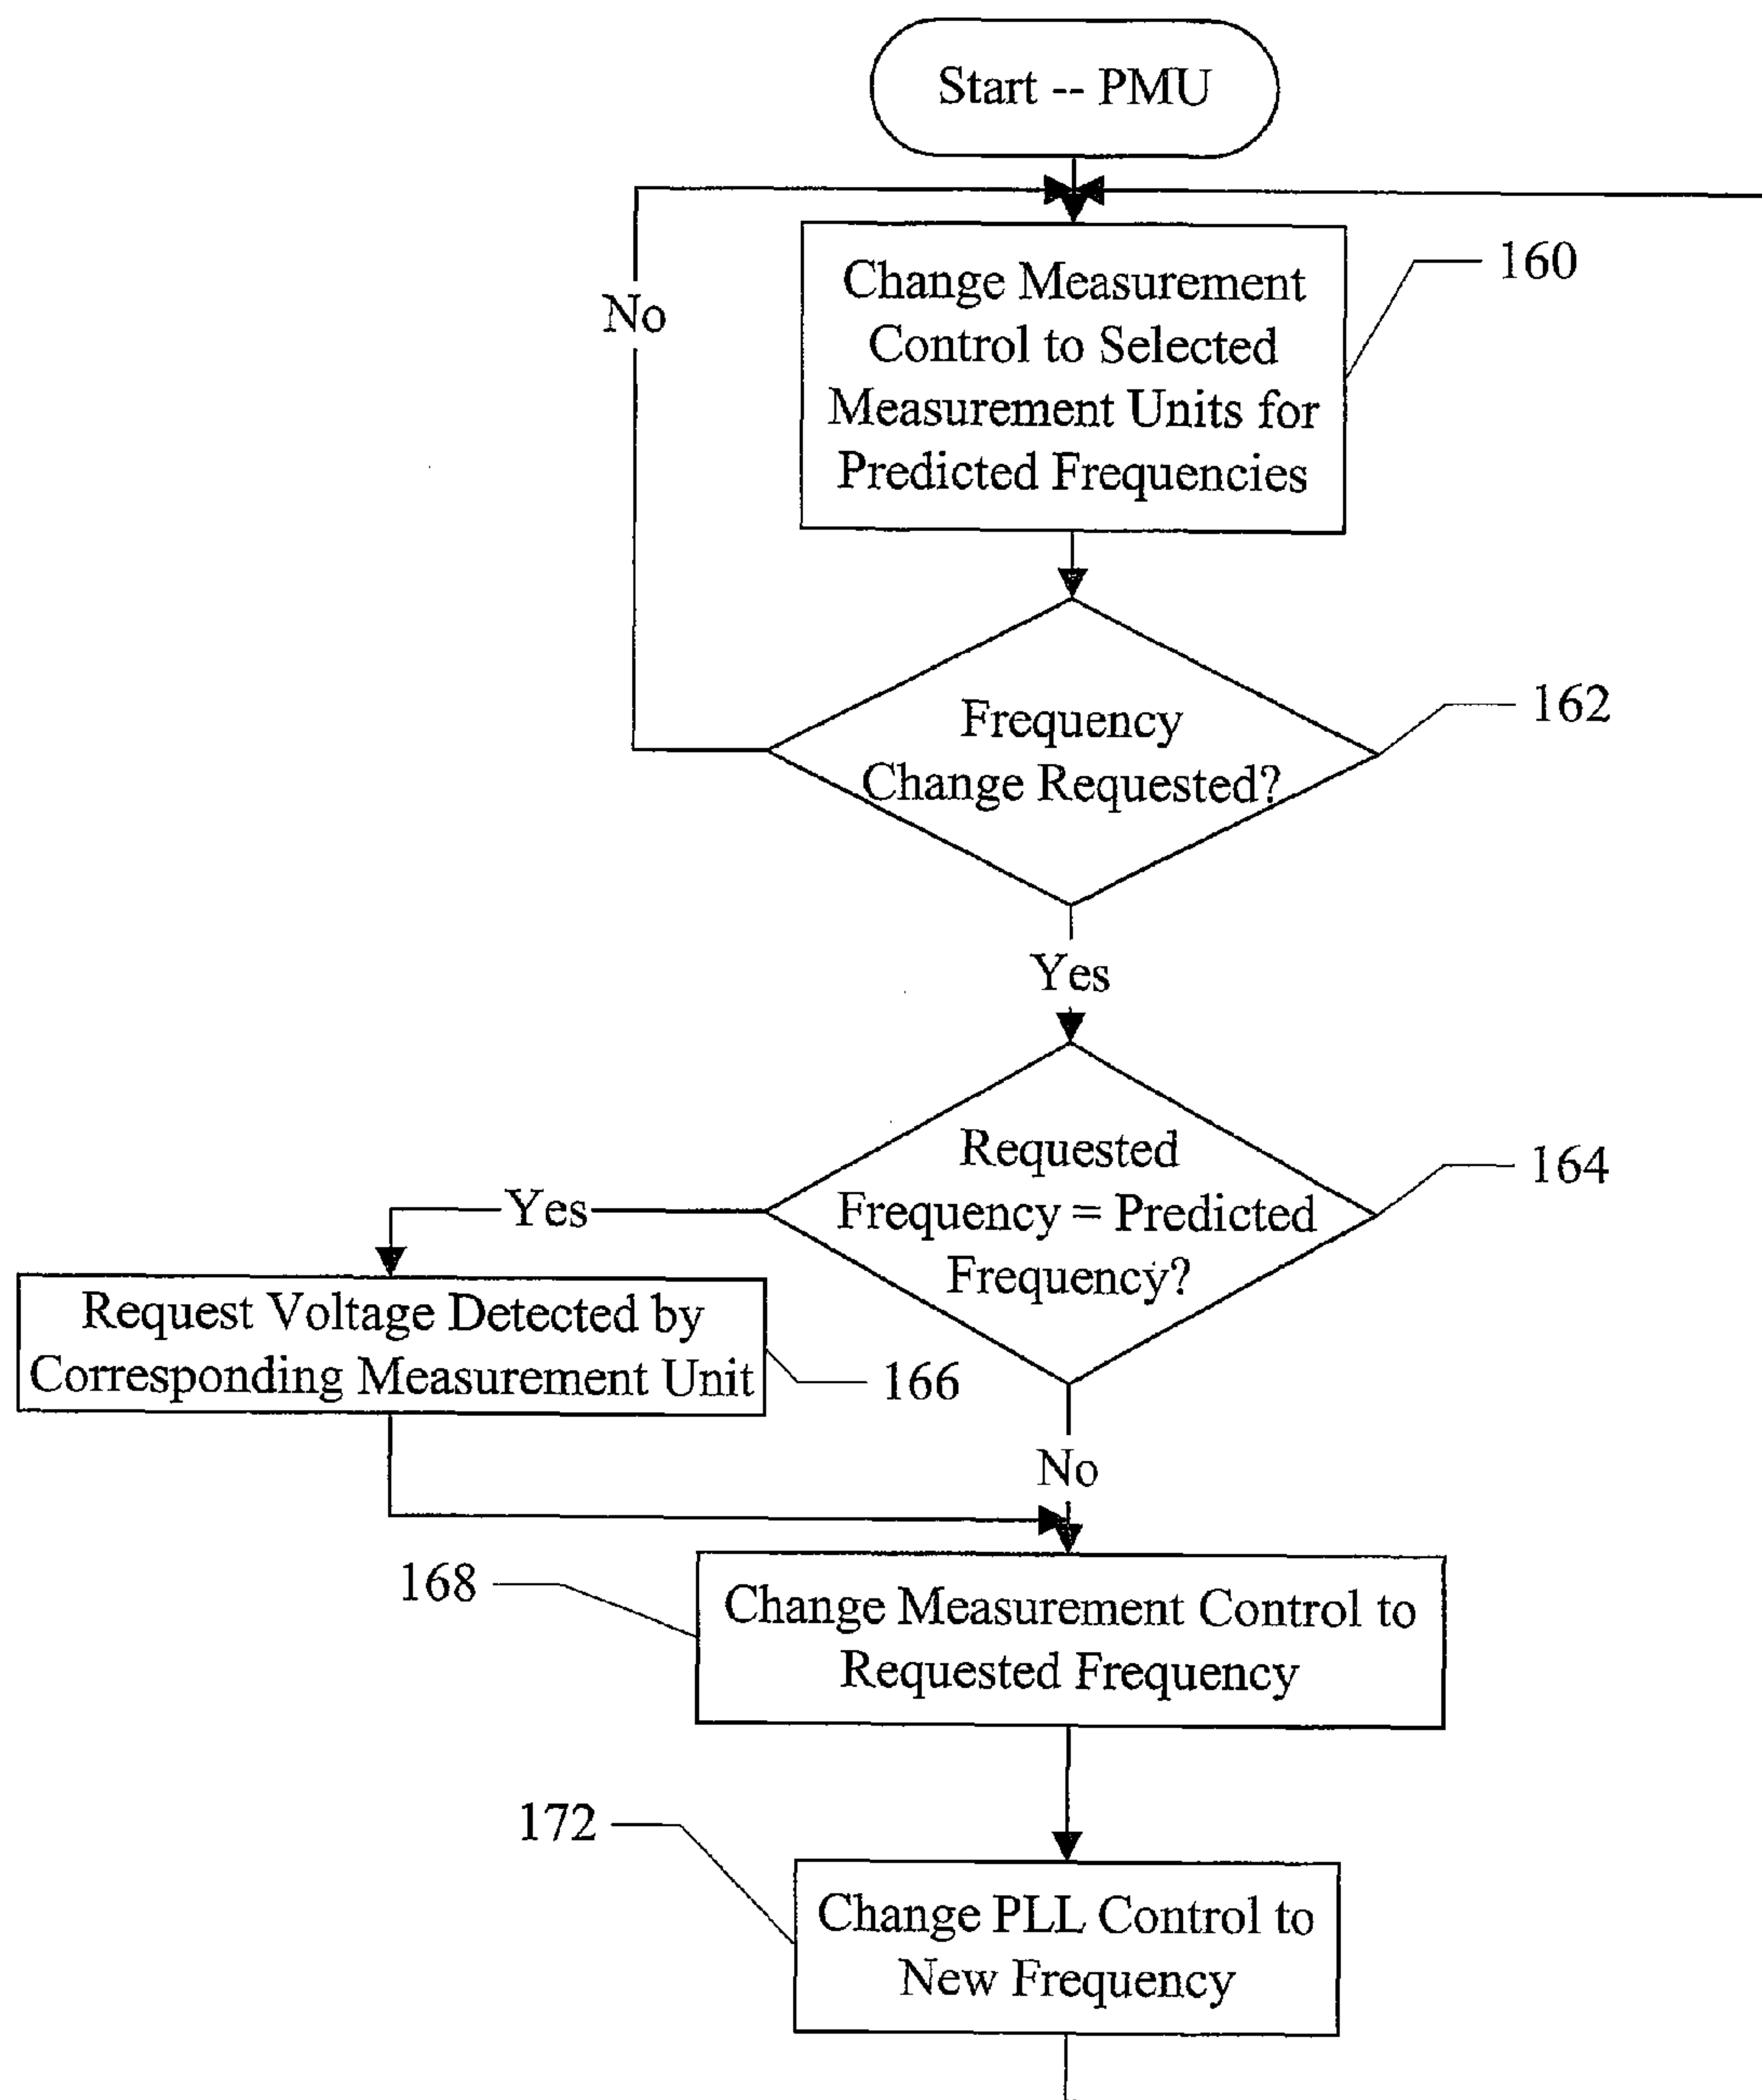 Start -- PMU
Change Measurement
Control to Selected
Measurement Units for
Predicted Frequencies
160
No
Frequency
Change Requested?
162
Yes
Requested
Frequency = Predicted
Frequency?
164
Yes
Request Voltage Detected by
Corresponding Measurement Unit
166
No
168
Change Measurement Control to
Requested Frequency
172
Change PLL Control to
New Frequency